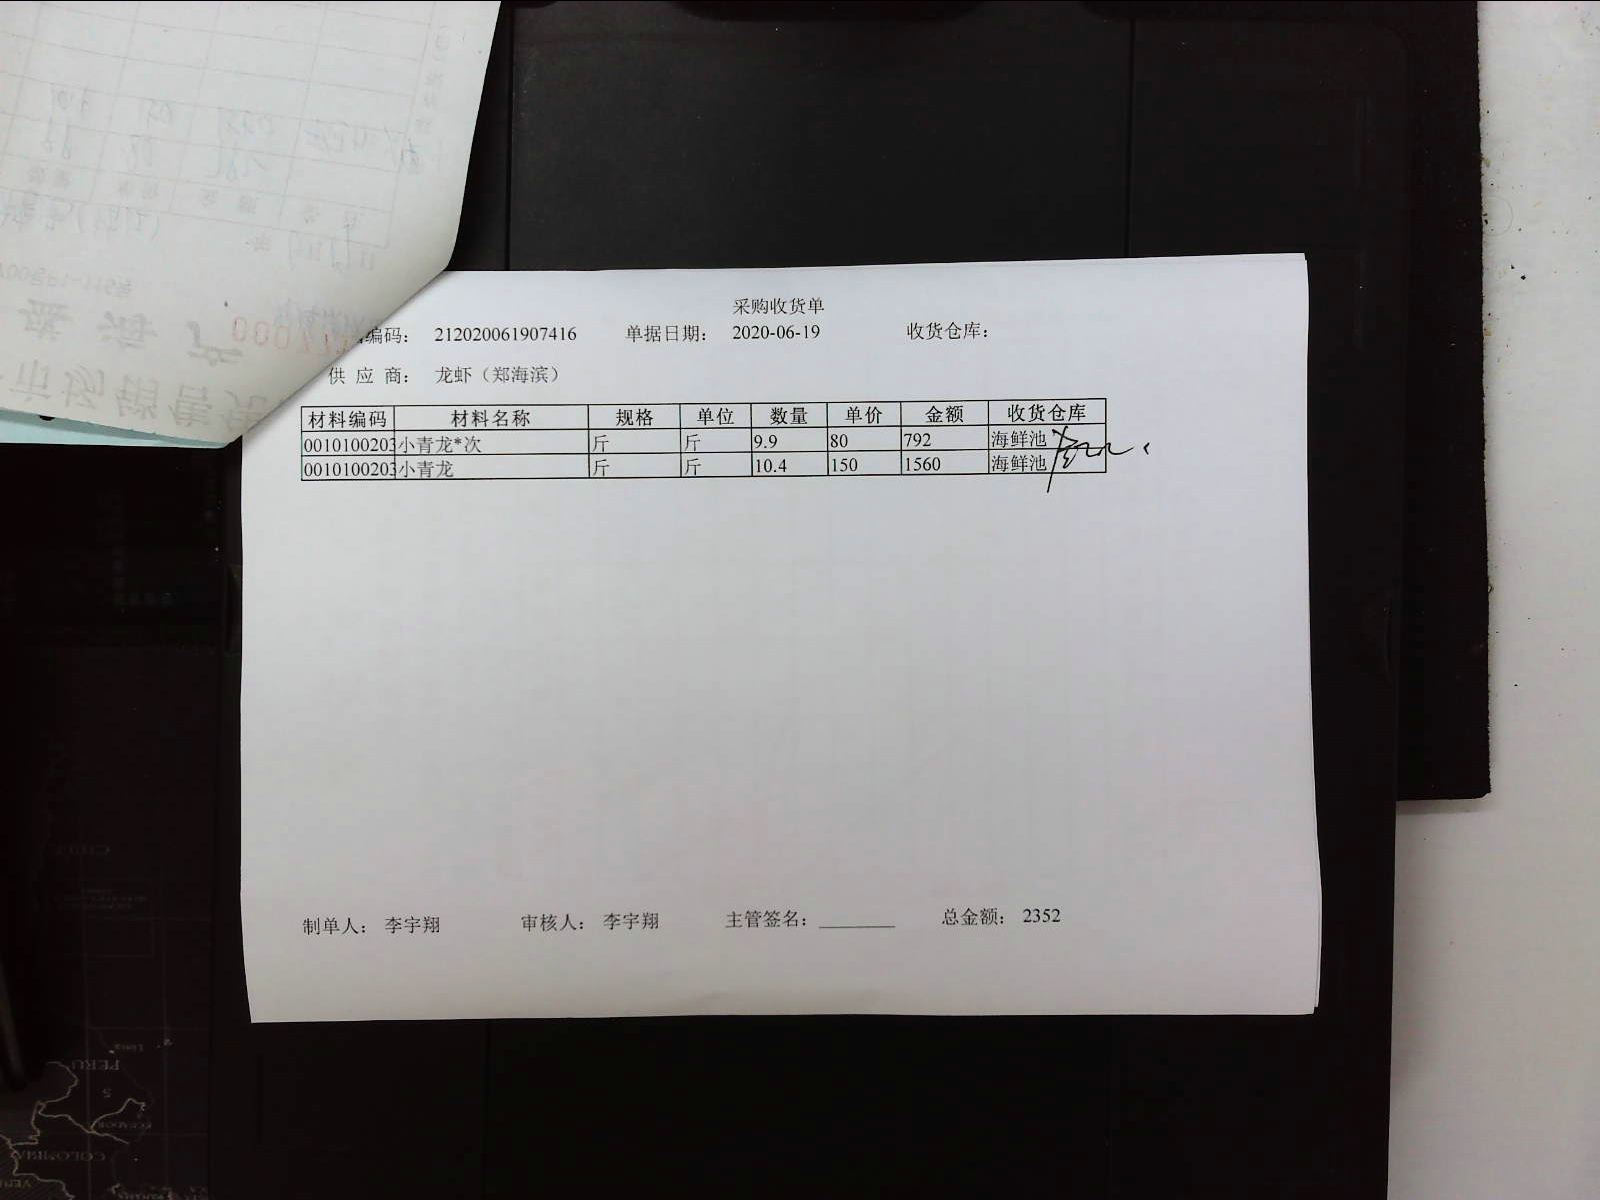 采购收货单
编码： 212020061907416 单据日期： 2020-06-19 收货仓库：
供 应 商： 龙虾（郑海滨）
材料编码 材料名称 规格 单位 数量 单价 金额 收货仓库
0010100203 小青龙*次 斤 斤 9.9 80 792 海鲜池
0010100203 小青龙 斤 斤 10.4 150 1560 海鲜池
制单人： 李宇翔 审核人： 李宇翔 主管签名： 总金额： 2352
PERU